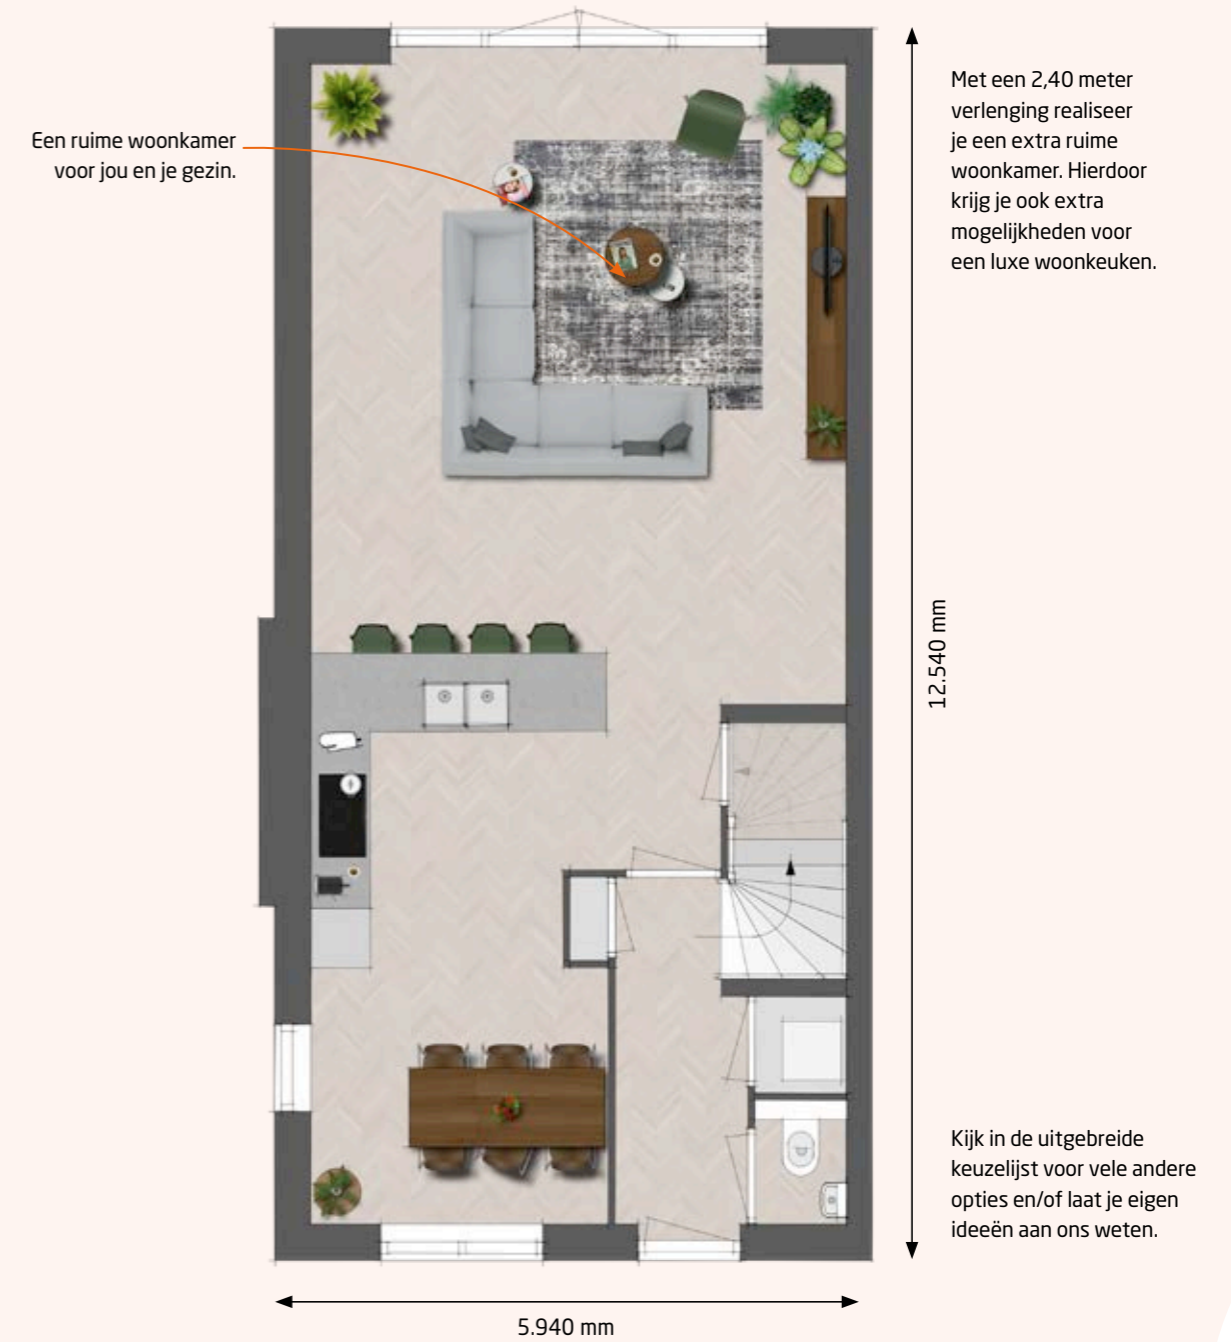 Een ruime woonkamer
voor jou en je gezin.
Met een 2,40 meter
verlenging realiseer
je een extra ruime
woonkamer. Hierdoor
krijg je ook extra
mogelijkheden voor
een luxe woonkeuken.
12.540 mm
Kijk in de uitgebreide
keuzelijst voor vele andere
opties en/of laat je eigen
ideeën aan ons weten.
5.940 mm